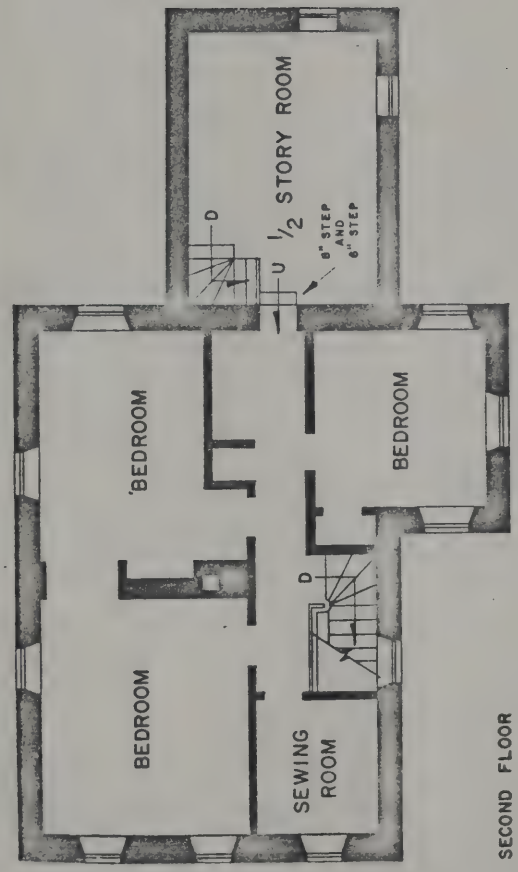 D
1/2 STORY ROOM
U
8" STEP
AND
6" STEP
BEDROOM
BEDROOM
D
BEDROOM
SEWING
ROOM
SECOND FLOOR